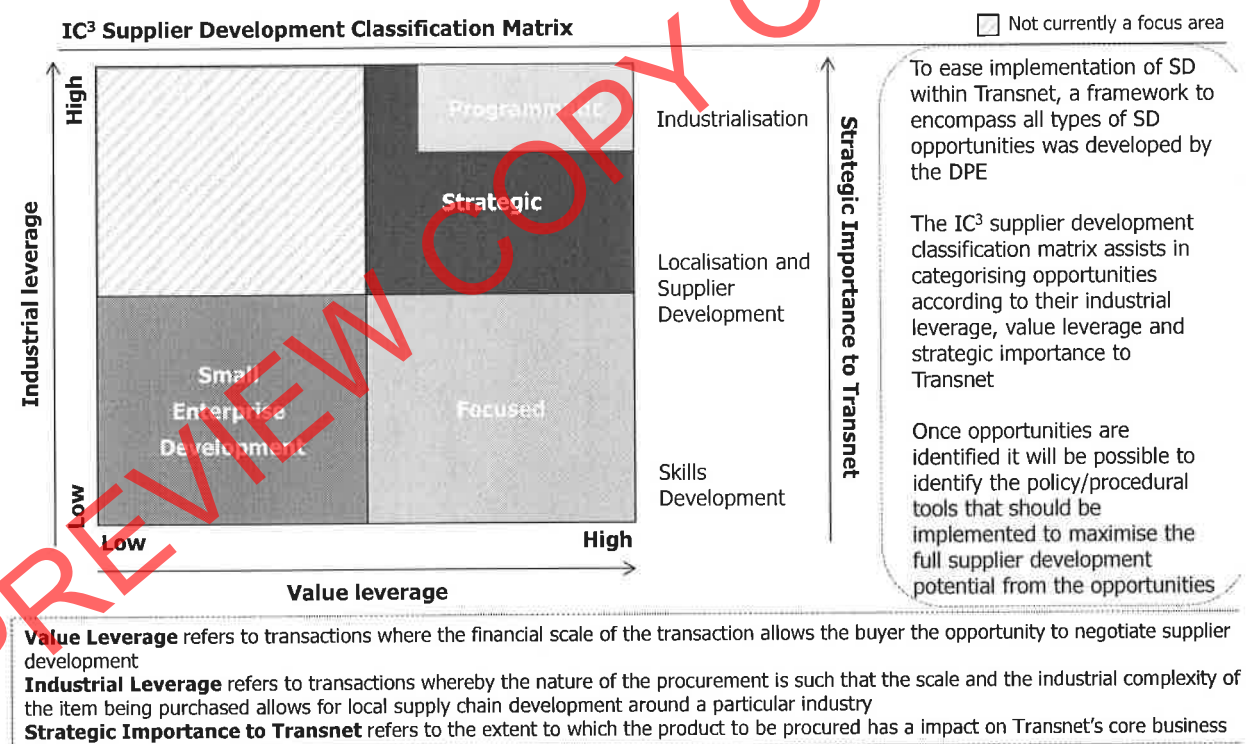 IC³ Supplier Development Classification Matrix
Not currently a focus area
High
Industrial leverage
Low
Programmatic
Strategic
Small
Enterprise
Development
Focused
Low
High
Value leverage
Industrialisation
Localisation and
Supplier
Development
Skills
Development
Strategic Importance to Transnet
To ease implementation of SD
within Transnet, a framework to
encompass all types of SD
opportunities was developed by
the DPE
The IC³ supplier development
classification matrix assists in
categorising opportunities
according to their industrial
leverage, value leverage and
strategic importance to
Transnet
Once opportunities are
identified it will be possible to
identify the policy/procedural
tools that should be
implemented to maximise the
full supplier development
potential from the opportunities
Value Leverage refers to transactions where the financial scale of the transaction allows the buyer the opportunity to negotiate supplier
development
Industrial Leverage refers to transactions whereby the nature of the procurement is such that the scale and the industrial complexity of
the item being purchased allows for local supply chain development around a particular industry
Strategic Importance to Transnet refers to the extent to which the product to be procured has a impact on Transnet's core business
PREVIEW COPY O